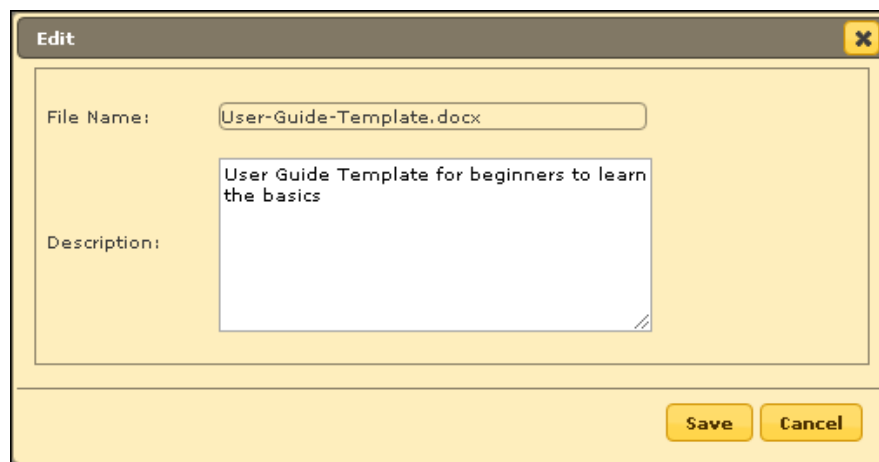 Edit
File Name:
User-Guide-Template.docx
User Guide Template for beginners to learn
the basics
Description:
Save
Cancel